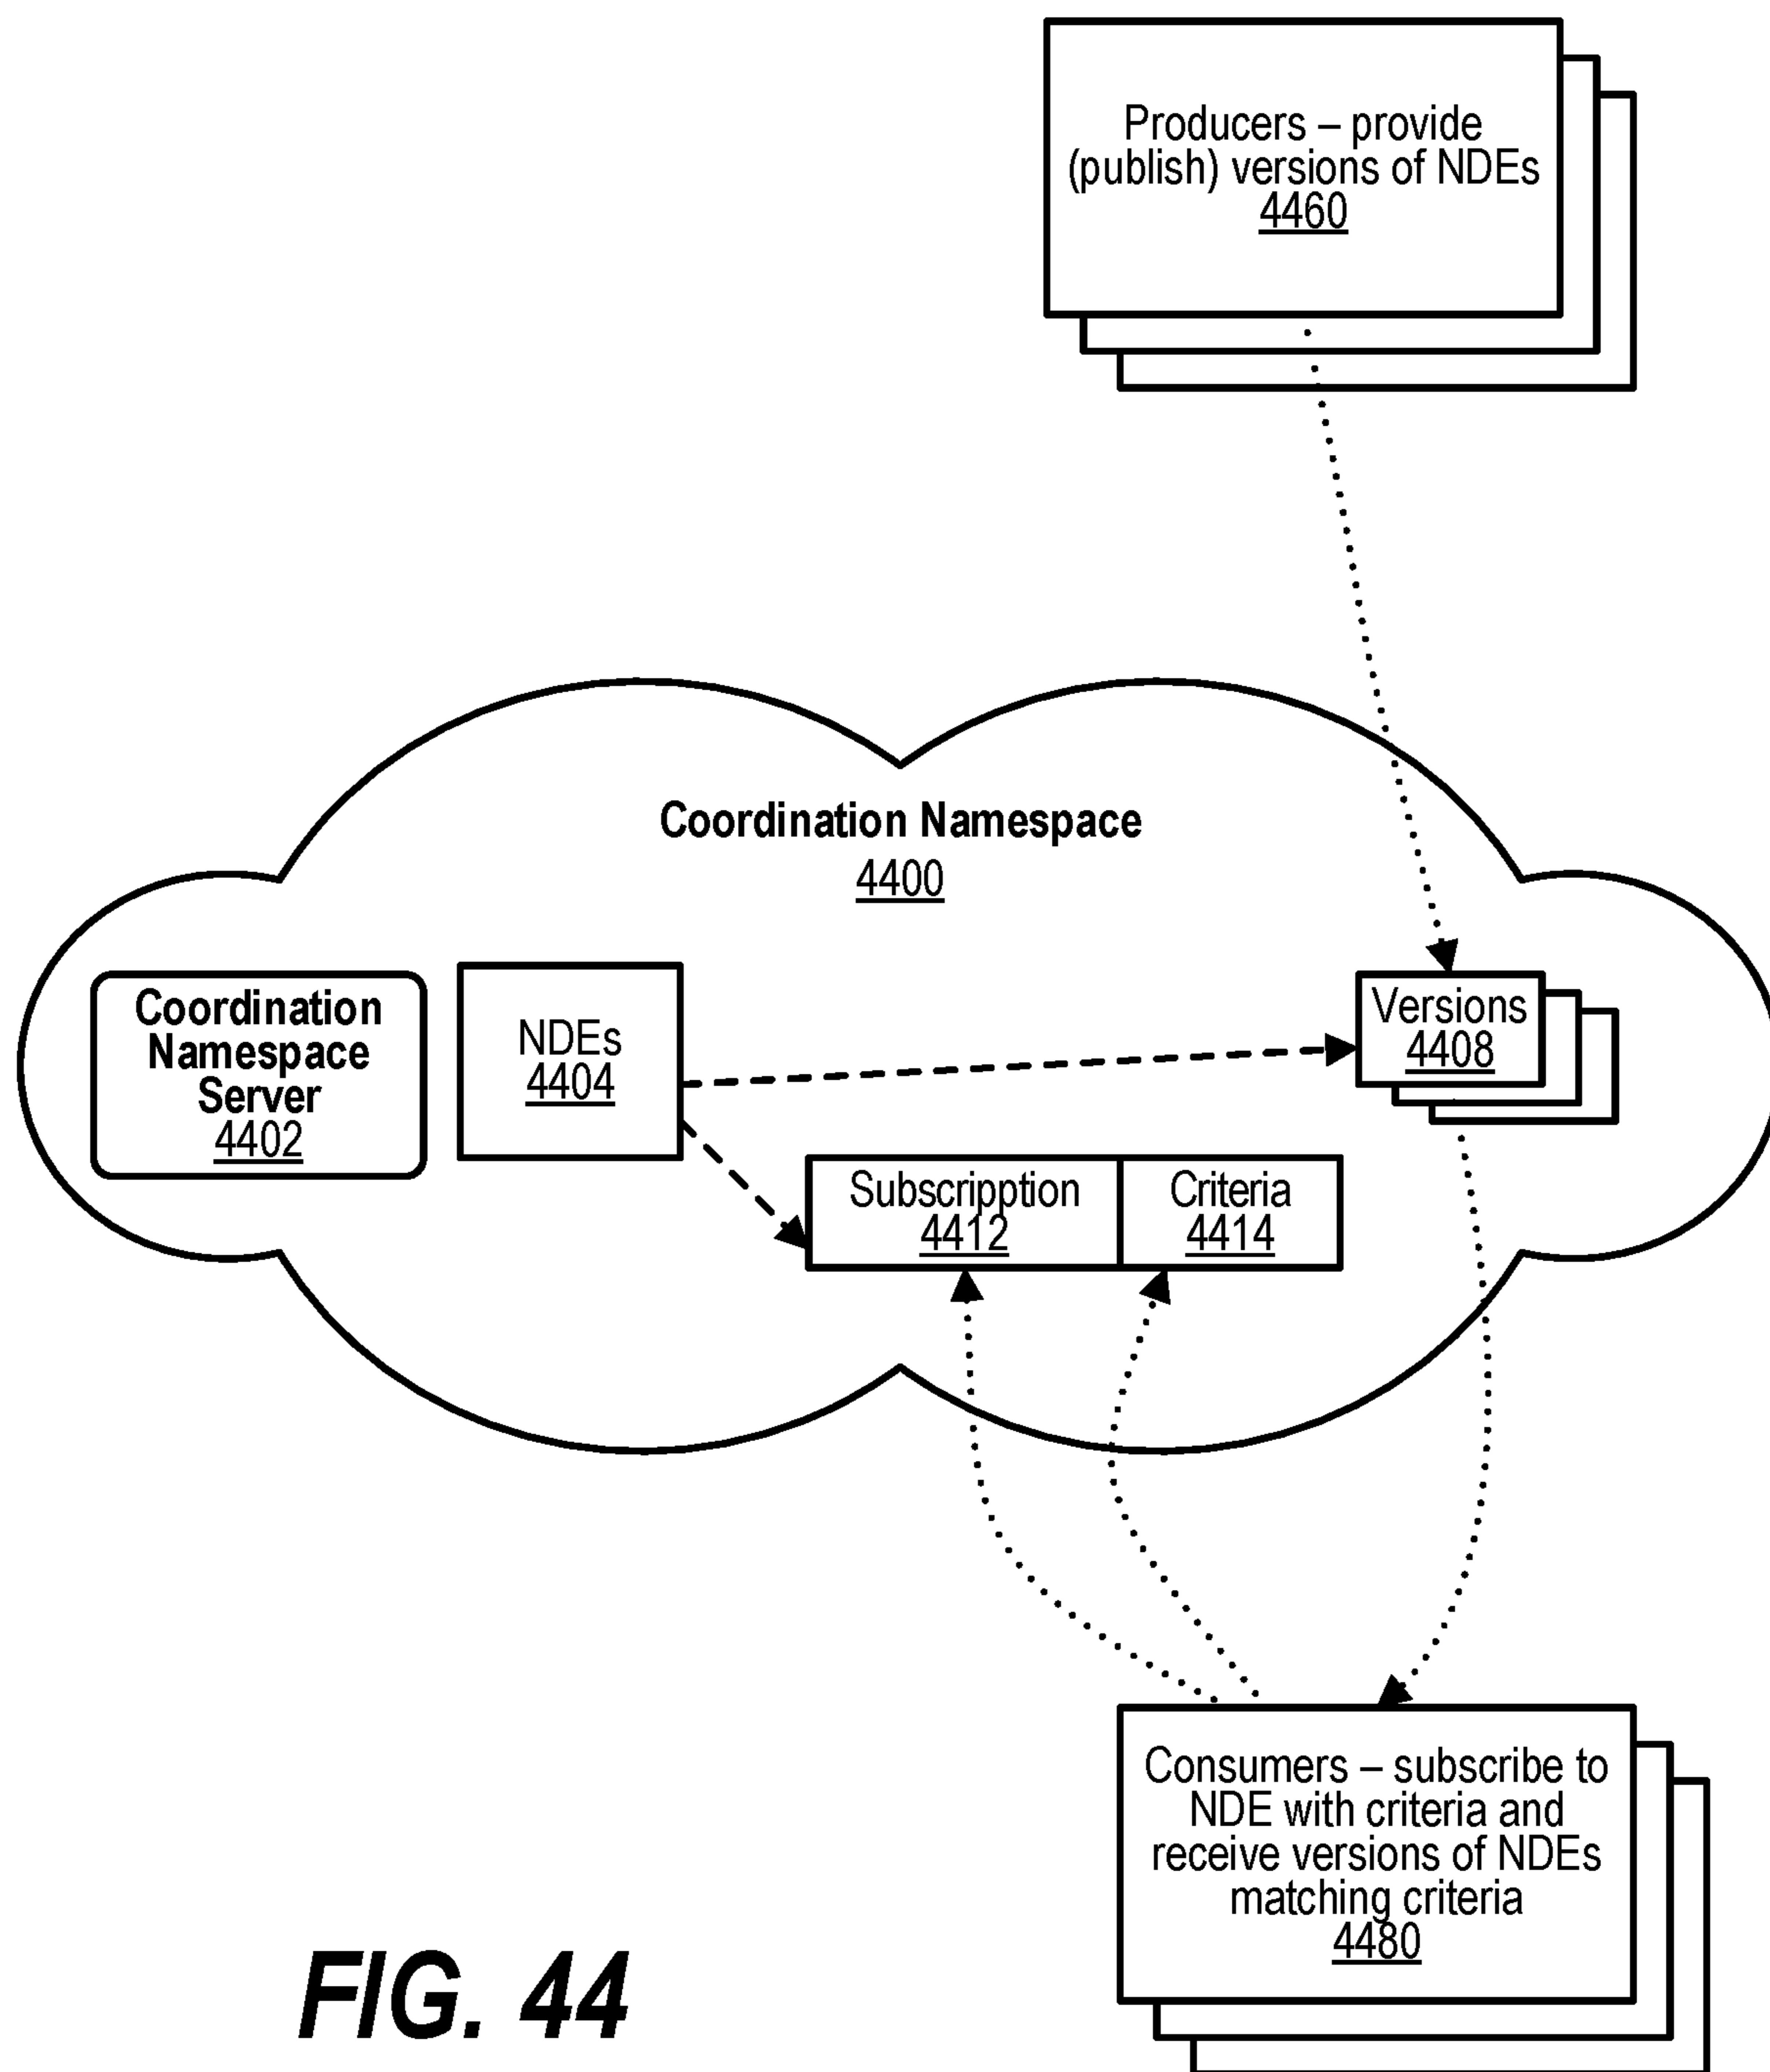 Producers – provide
(publish) versions of NDEs
4460
Coordination Namespace
4400
Coordination
Namespace
Server
4402
NDEs
4404
Versions
4408
Subscripption
4412
Criteria
4414
Consumers – subscribe to
NDE with criteria and
receive versions of NDEs
matching criteria
4480
FIG. 44